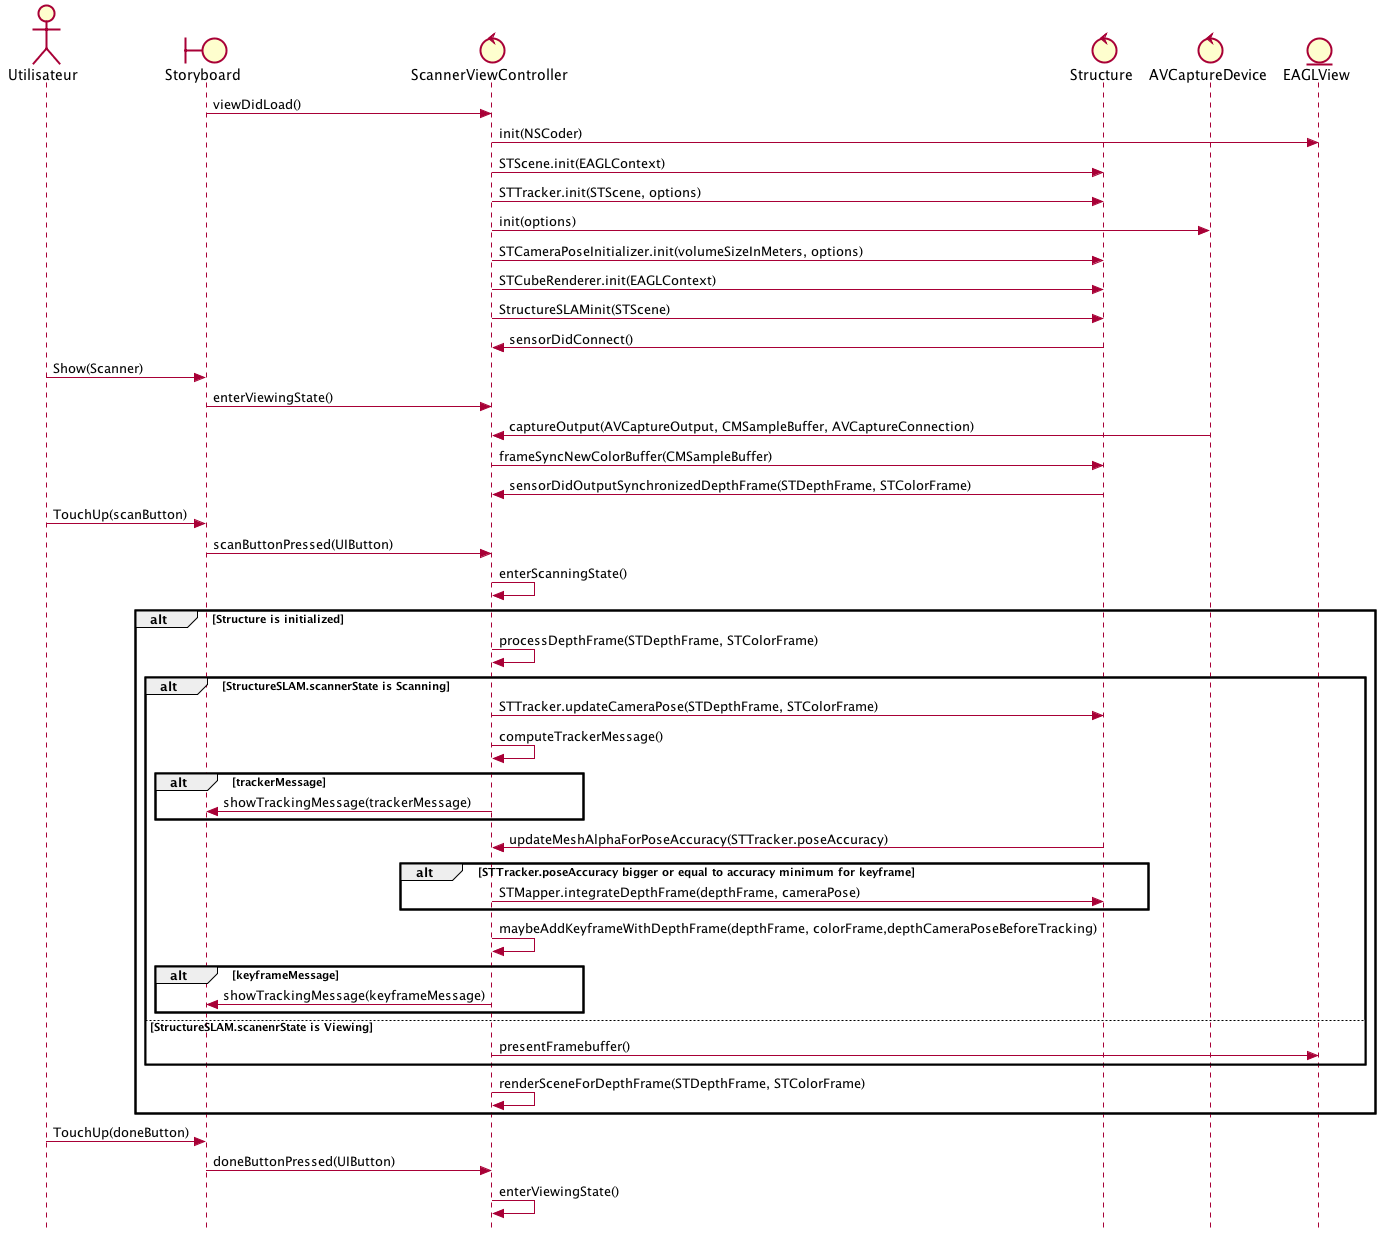 Utilisateur
Storyboard
ScannerViewController
Structure
AVCaptureDevice
EAGLView
viewDidLoad()
init(NSCoder)
STScene.init(EAGLContext)
STTracker.init(STScene, options)
init(options)
STCameraPoseInitializer.init(volumeSizeInMeters, options)
STCubeRenderer.init(EAGLContext)
StructureSLAMinit(STScene)
sensorDidConnect()
Show(Scanner)
enterViewingState()
captureOutput(AVCaptureOutput, CMSampleBuffer, AVCaptureConnection)
frameSyncNewColorBuffer(CMSampleBuffer)
sensorDidOutputSynchronizedDepthFrame(STDepthFrame, STColorFrame)
TouchUp(scanButton)
scanButtonPressed(UIButton)
enterScanningState()
alt [Structure is initialized]
processDepthFrame(STDepthFrame, STColorFrame)
alt [StructureSLAM.scannerState is Scanning]
STTracker.updateCameraPose(STDepthFrame, STColorFrame)
computeTrackerMessage()
alt [trackerMessage]
showTrackingMessage(trackerMessage)
updateMeshAlphaForPoseAccuracy(STTracker.poseAccuracy)
alt [STTracker.poseAccuracy bigger or equal to accuracy minimum for keyframe]
STMapper.integrateDepthFrame(depthFrame, cameraPose)
maybeAddKeyframeWithDepthFrame(depthFrame, colorFrame,depthCameraPoseBeforeTracking)
alt [keyframeMessage]
showTrackingMessage(keyframeMessage)
[StructureSLAM.scanenrState is Viewing]
presentFramebuffer()
renderSceneForDepthFrame(STDepthFrame, STColorFrame)
TouchUp(doneButton)
doneButtonPressed(UIButton)
enterViewingState()